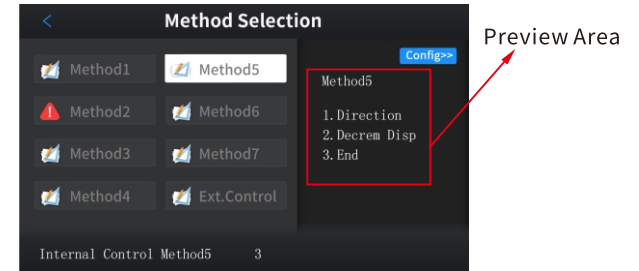 < Method Selection
Preview Area
Config>>
Method1 Method5
Method2 Method6
Method3 Method7
Method4 Ext.Control
Method5
1.Direction
2.Decrem Disp
3.End
Internal Control Method5 3